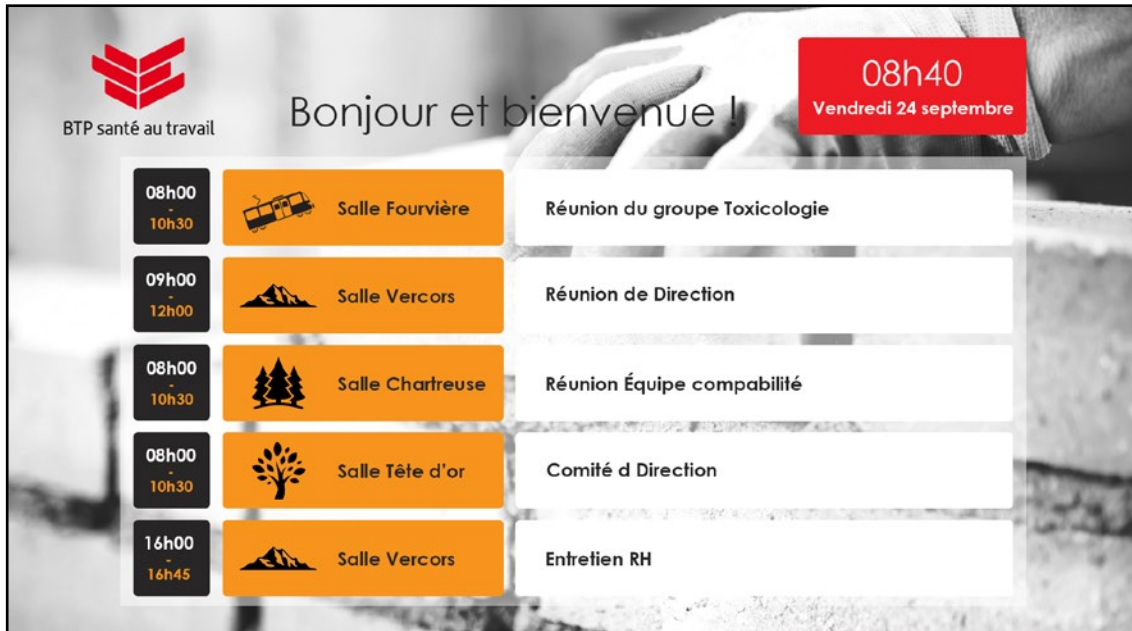 BTP santé au travail
Bonjour et bienvenue !
08h40
Vendredi 24 septembre
08h00
-
10h30
Salle Fourvière
Réunion du groupe Toxicologie
09h00
-
12h00
Salle Vercors
Réunion de Direction
08h00
-
10h30
Salle Chartreuse
Réunion Équipe compabilité
08h00
-
10h30
Salle Tête d'or
Comité d Direction
16h00
-
16h45
Salle Vercors
Entretien RH